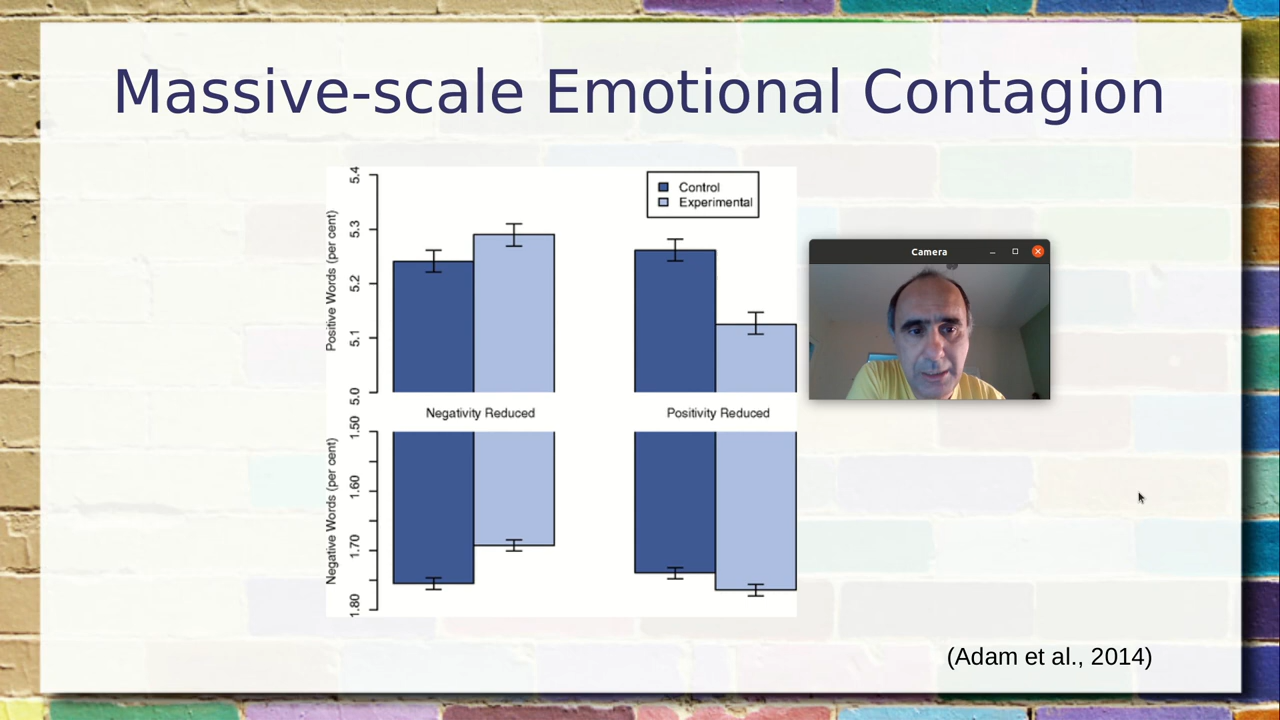 Massive-scale Emotional Contagion
Control
Experimental
Positive Words (per cent)
5.4
5.3
5.2
5.1
5.0
Camera
Negativity Reduced
Positivity Reduced
Negative Words (per cent)
1.50
1.60
1.70
1.80
(Adam et al., 2014)